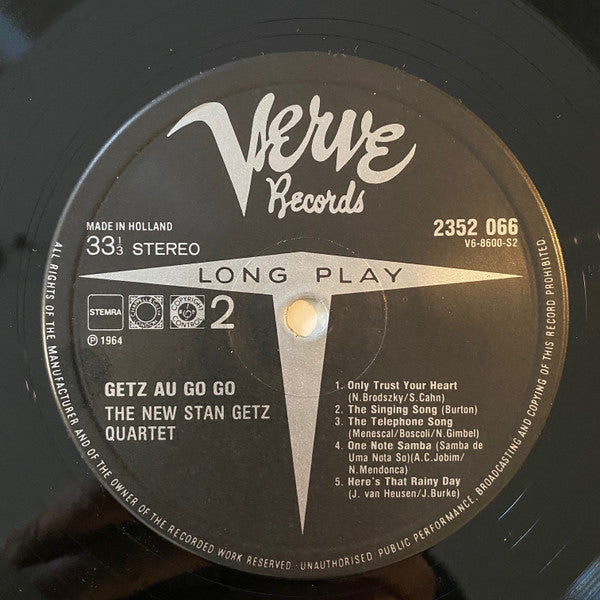 Verve
Records
MADE IN HOLLAND
33 1/3 STEREO
2352 066
V6-8600-S2
LONG PLAY
STEMRA
COPYRIGHT CONTROL
2
℗ 1964
GETZ AU GO GO
THE NEW STAN GETZ
QUARTET
1. Only Trust Your Heart
(N.Brodszky/S.Cahn)
2. The Singing Song (Burton)
3. The Telephone Song
(Menescal/Boscoli/N.Gimbel)
4. One Note Samba (Samba de
Uma Nota So)(A.C.Jobim/
N.Mendonca)
5. Here's That Rainy Day
(J. van Heusen/J.Burke)
ALL RIGHTS OF THE MANUFACTURER AND OF THE OWNER OF THE RECORDED WORK RESERVED · UNAUTHORISED PUBLIC PERFORMANCE, BROADCASTING AND COPYING OF THIS RECORD PROHIBITED